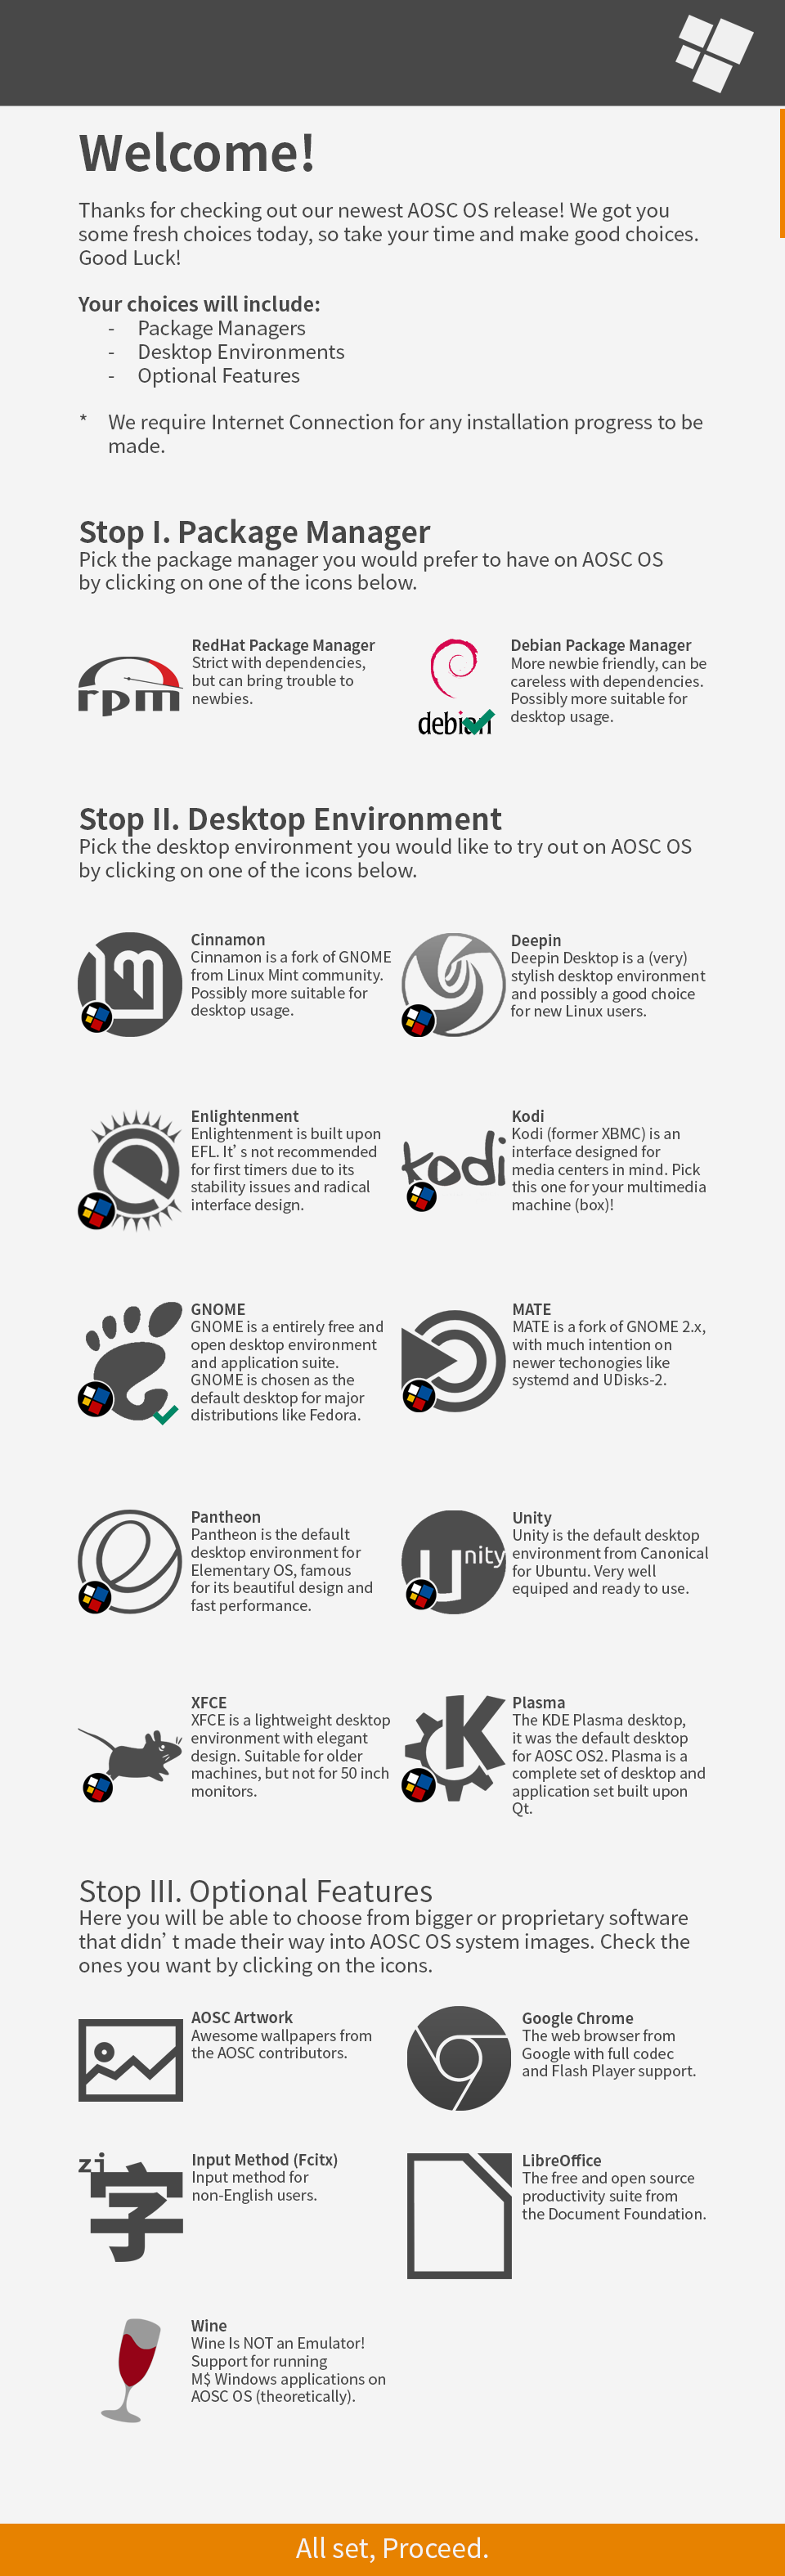 Welcome!
Thanks for checking out our newest AOSC OS release! We got you
some fresh choices today, so take your time and make good choices.
Good Luck!
Your choices will include:
- Package Managers
- Desktop Environments
- Optional Features
* We require Internet Connection for any installation progress to be
made.
Stop I. Package Manager
Pick the package manager you would prefer to have on AOSC OS
by clicking on one of the icons below.
rpm
RedHat Package Manager
Strict with dependencies,
but can bring trouble to
newbies.
debian
Debian Package Manager
More newbie friendly, can be
careless with dependencies.
Possibly more suitable for
desktop usage.
Stop II. Desktop Environment
Pick the desktop environment you would like to try out on AOSC OS
by clicking on one of the icons below.
Cinnamon
Cinnamon is a fork of GNOME
from Linux Mint community.
Possibly more suitable for
desktop usage.
Deepin
Deepin Desktop is a (very)
stylish desktop environment
and possibly a good choice
for new Linux users.
Enlightenment
Enlightenment is built upon
EFL. It’s not recommended
for first timers due to its
stability issues and radical
interface design.
kodi
Kodi
Kodi (former XBMC) is an
interface designed for
media centers in mind. Pick
this one for your multimedia
machine (box)!
GNOME
GNOME is a entirely free and
open desktop environment
and application suite.
GNOME is chosen as the
default desktop for major
distributions like Fedora.
MATE
MATE is a fork of GNOME 2.x,
with much intention on
newer techonogies like
systemd and UDisks-2.
Pantheon
Pantheon is the default
desktop environment for
Elementary OS, famous
for its beautiful design and
fast performance.
Unity
Unity
Unity is the default desktop
environment from Canonical
for Ubuntu. Very well
equiped and ready to use.
XFCE
XFCE is a lightweight desktop
environment with elegant
design. Suitable for older
machines, but not for 50 inch
monitors.
K
Plasma
The KDE Plasma desktop,
it was the default desktop
for AOSC OS2. Plasma is a
complete set of desktop and
application set built upon
Qt.
Stop III. Optional Features
Here you will be able to choose from bigger or proprietary software
that didn’t made their way into AOSC OS system images. Check the
ones you want by clicking on the icons.
AOSC Artwork
Awesome wallpapers from
the AOSC contributors.
Google Chrome
The web browser from
Google with full codec
and Flash Player support.
zi
字
Input Method (Fcitx)
Input method for
non-English users.
LibreOffice
The free and open source
productivity suite from
the Document Foundation.
Wine
Wine Is NOT an Emulator!
Support for running
M$ Windows applications on
AOSC OS (theoretically).
All set, Proceed.